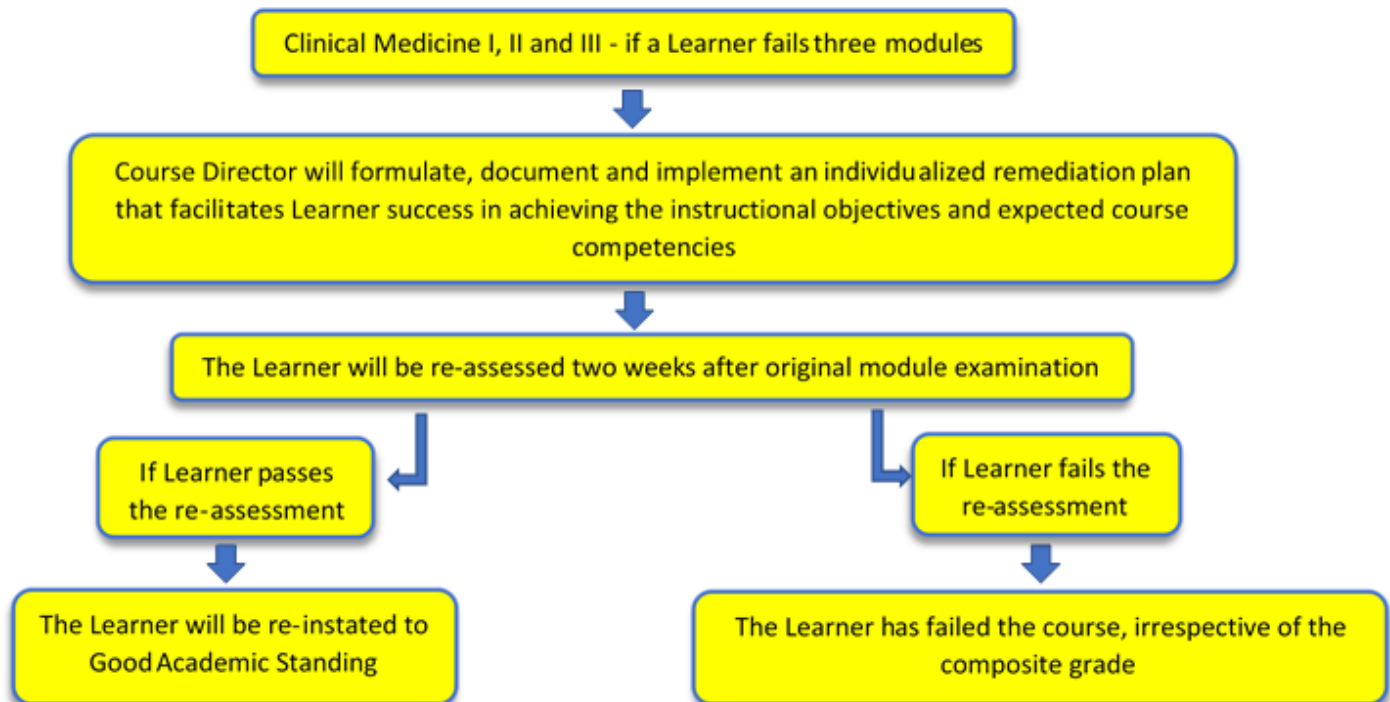 Clinical Medicine I, II and III - if a Learner fails three modules
Course Director will formulate, document and implement an individualized remediation plan
that facilitates Learner success in achieving the instructional objectives and expected course
competencies
The Learner will be re-assessed two weeks after original module examination
If Learner passes
the re-assessment
If Learner fails the
re-assessment
The Learner will be re-instated to
Good Academic Standing
The Learner has failed the course, irrespective of the
composite grade